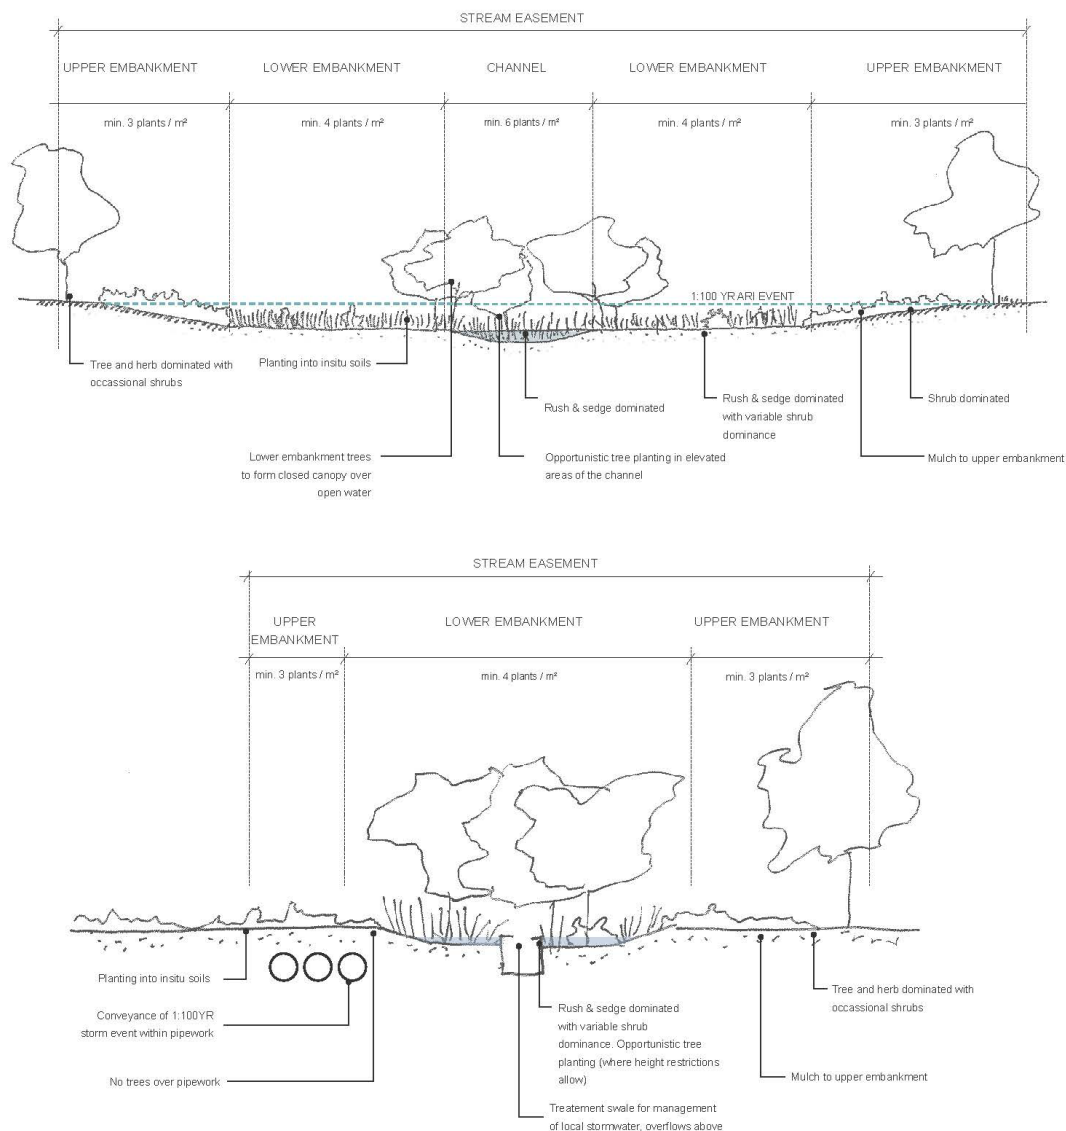 STREAM EASEMENT
UPPER EMBANKMENT
LOWER EMBANKMENT
CHANNEL
LOWER EMBANKMENT
UPPER EMBANKMENT
min. 3 plants / m²
min. 4 plants / m²
min. 6 plants / m²
min. 4 plants / m²
min. 3 plants / m²
1:100 YR ARI EVENT
Tree and herb dominated with
occassional shrubs
Planting into insitu soils
Rush & sedge dominated
Rush & sedge dominated
with variable shrub
dominance
Shrub dominated
Lower embankment trees
to form closed canopy over
open water
Opportunistic tree planting in elevated
areas of the channel
Mulch to upper embankment
STREAM EASEMENT
UPPER
EMBANKMENT
LOWER EMBANKMENT
UPPER EMBANKMENT
min. 3 plants / m²
min. 4 plants / m²
min. 3 plants / m²
Planting into insitu soils
Conveyance of 1:100YR
storm event within pipework
No trees over pipework
Rush & sedge dominated
with variable shrub
dominance. Opportunistic tree
planting (where height restrictions
allow)
Treatement swale for management
of local stormwater, overflows above
Tree and herb dominated with
occassional shrubs
Mulch to upper embankment